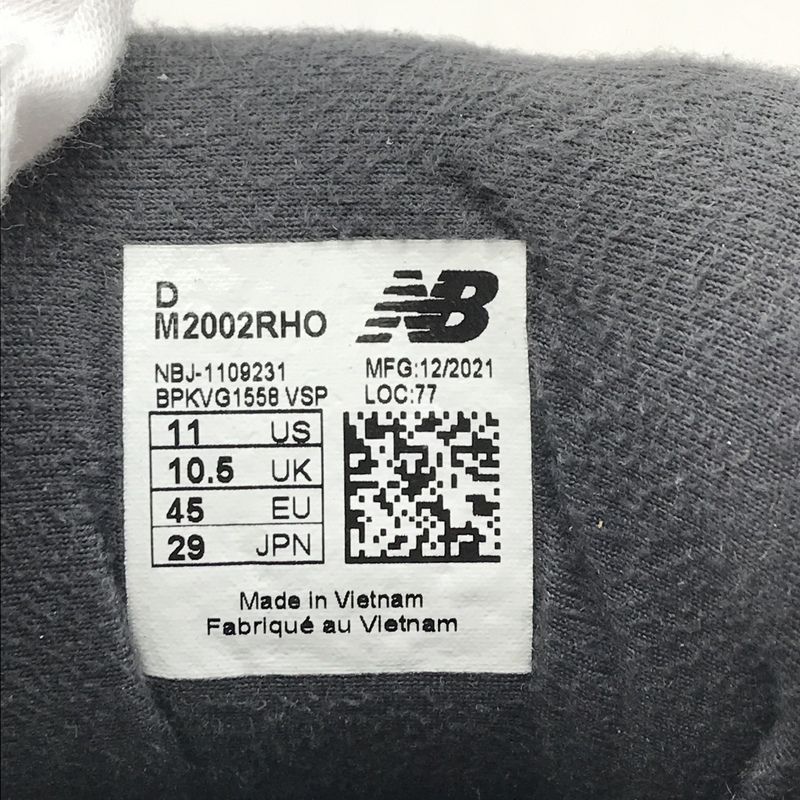 D
M2002RHO
NB
NBJ-1109231
BPKVG1558 VSP
MFG:12/2021
LOC:77
11 US
10.5 UK
45 EU
29 JPN
Made in Vietnam
Fabriqué au Vietnam